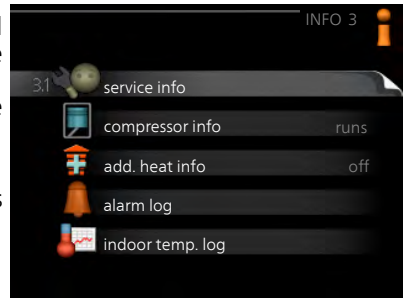 INFO 3
3.1 service info
compressor info runs
add. heat info off
alarm log
indoor temp. log